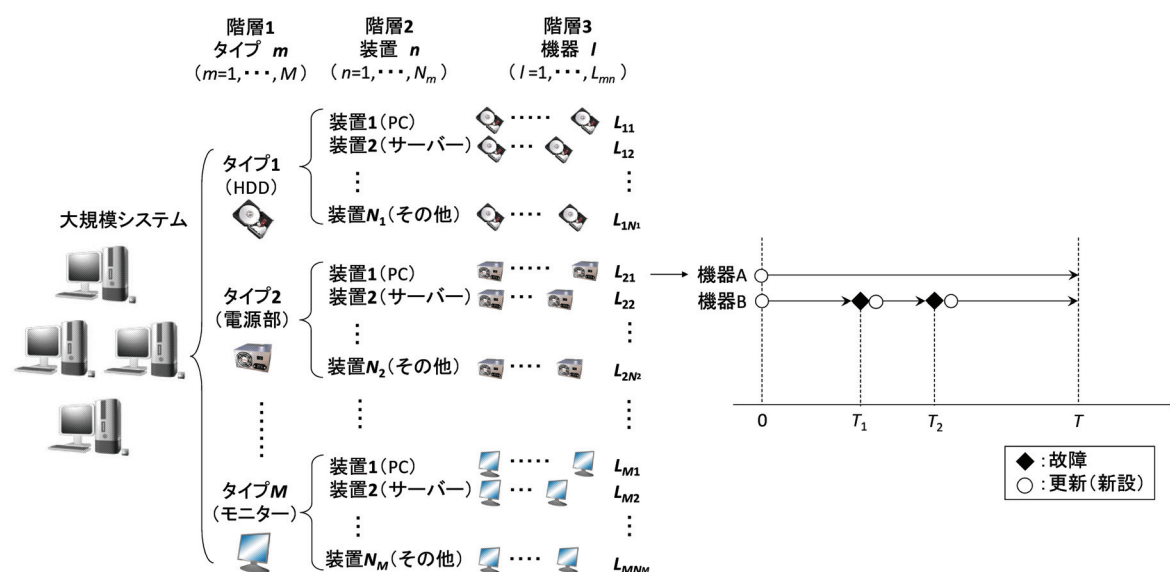 階層1
タイプ m
(m=1,･･･, M)
階層2
装置 n
(n=1,･･･, Nm)
階層3
機器 l
(l=1,･･･, Lmn)
大規模システム
タイプ1
(HDD)
装置1(PC)
L11
装置2(サーバー)
L12
装置N1(その他)
L1N1
タイプ2
(電源部)
装置1(PC)
L21
装置2(サーバー)
L22
装置N2(その他)
L2N2
タイプM
(モニター)
装置1(PC)
LM1
装置2(サーバー)
LM2
装置NM(その他)
LMNM
機器A
機器B
0
T1
T2
T
◆:故障
○:更新(新設)